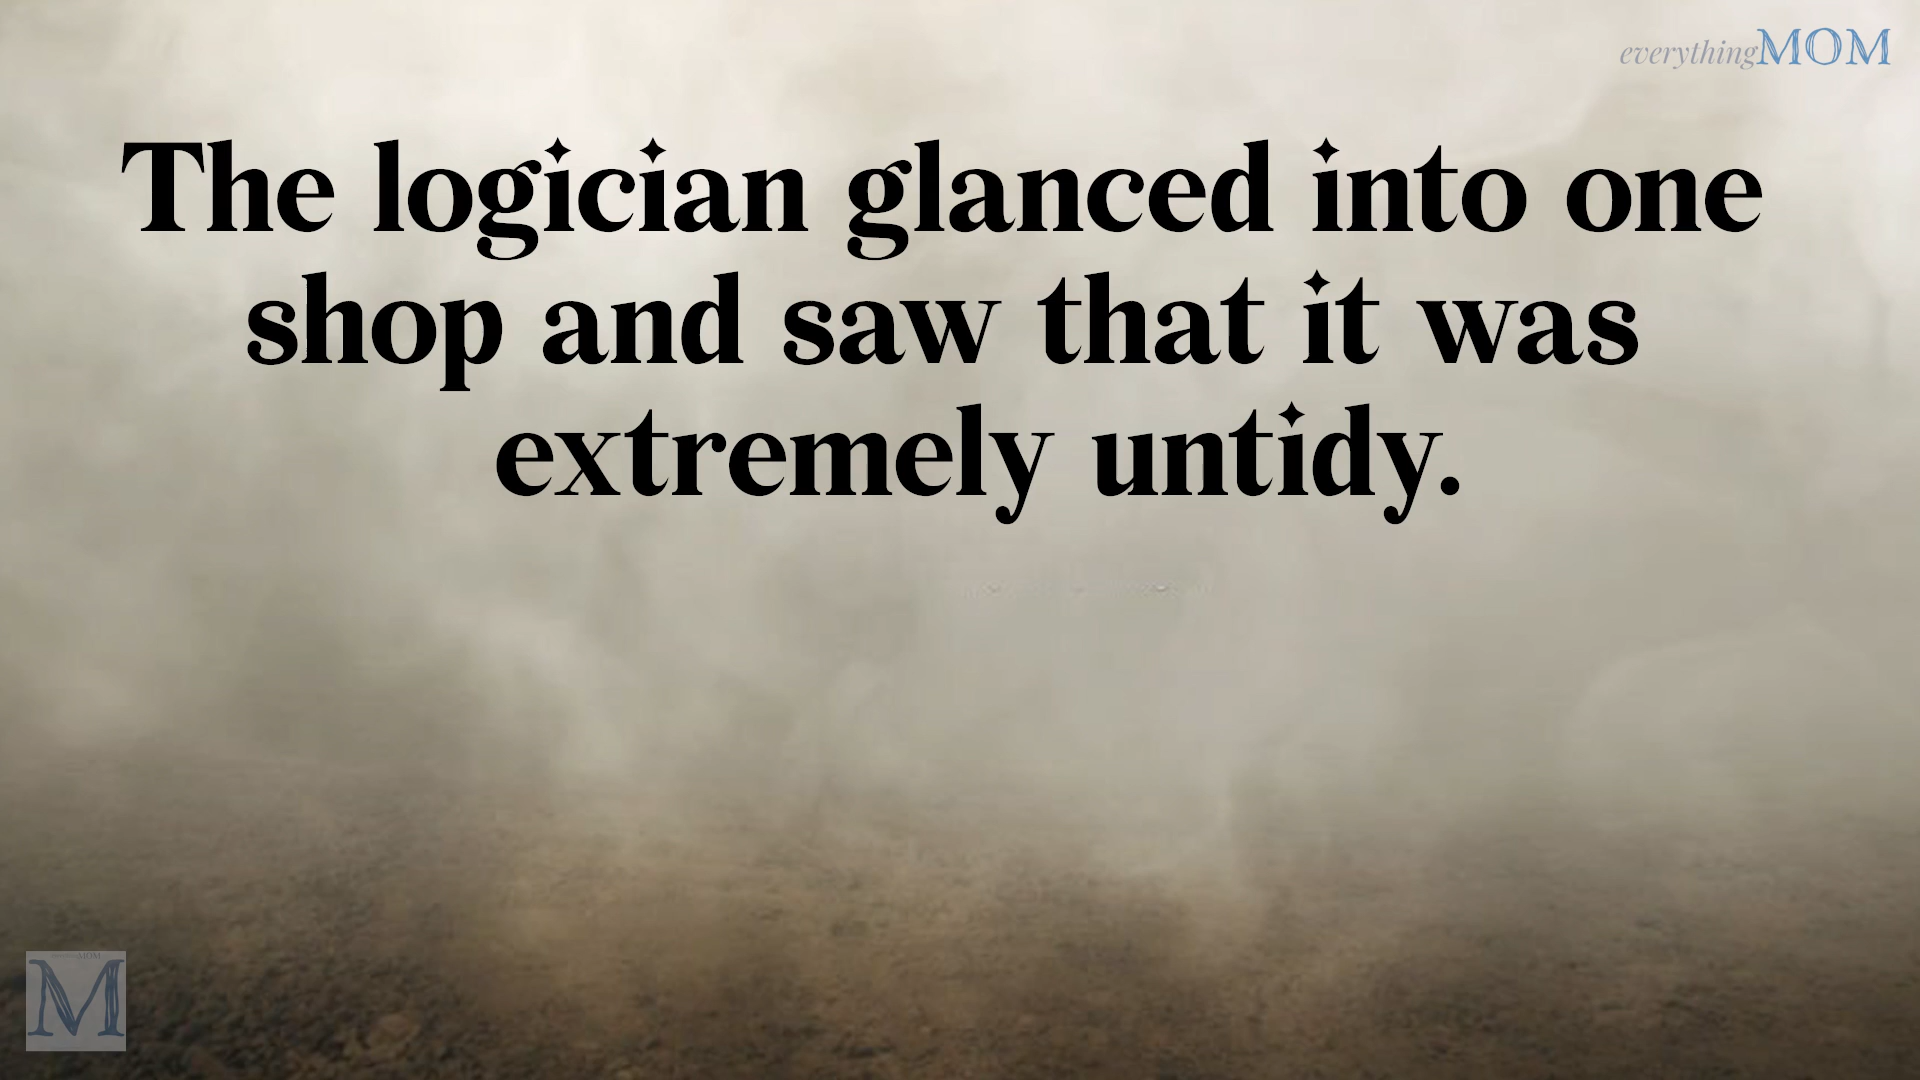 everythingMOM
The logician glanced into one
shop and saw that it was
extremely untidy.
M